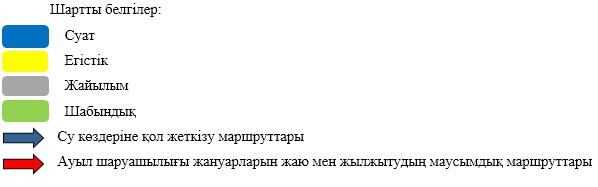 Шартты белгілер:
Суат
Егістік
Жайылым
Шабындық
Су көздеріне қол жеткізу маршруттары
Ауыл шаруашылығы жануарларын жаю мен жылжытудың маусымдық маршруттары